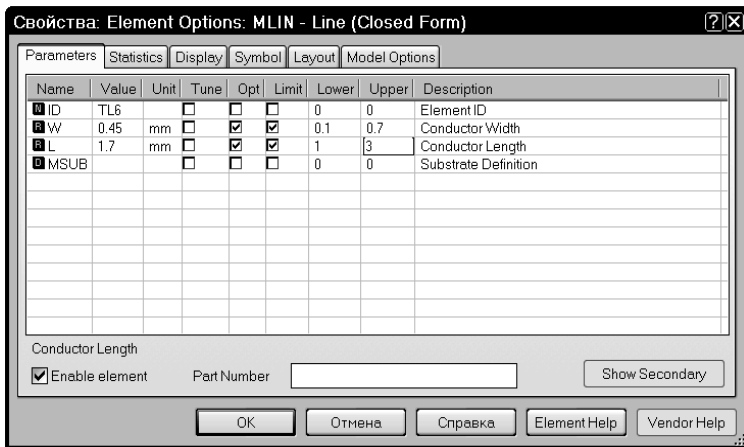 Свойства: Element Options: MLIN - Line (Closed Form)
Parameters Statistics Display Symbol Layout Model Options
Name Value Unit Tune Opt Limit Lower Upper Description
N ID TL6 0 0 Element ID
R W 0.45 mm 0.1 0.7 Conductor Width
R L 1.7 mm 1 3 Conductor Length
D MSUB 0 0 Substrate Definition
Conductor Length
Enable element Part Number Show Secondary
OK Отмена Справка Element Help Vendor Help